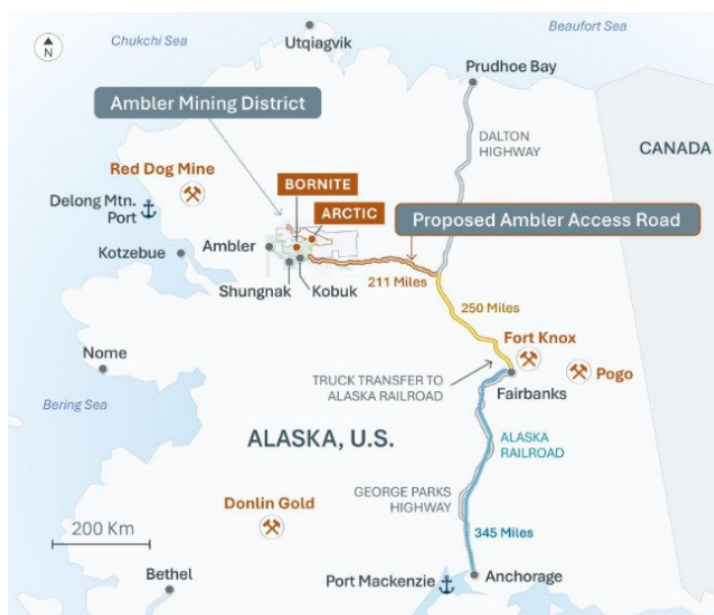 Chukchi Sea
Beaufort Sea
N
Utqiagvik
Prudhoe Bay
Ambler Mining District
DALTON
HIGHWAY
CANADA
Red Dog Mine
BORNITE
Delong Mtn.
Port
ARCTIC
Proposed Ambler Access Road
Ambler
Kotzebue
Shungnak
Kobuk
211 Miles
250 Miles
Fort Knox
Nome
Pogo
TRUCK TRANSFER TO
ALASKA RAILROAD
Fairbanks
Bering Sea
ALASKA, U.S.
ALASKA
RAILROAD
GEORGE PARKS
HIGHWAY
Donlin Gold
200 Km
345 Miles
Bethel
Port Mackenzie
Anchorage